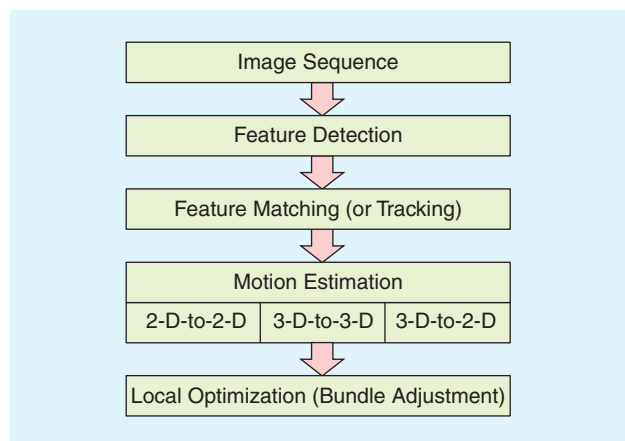 Image Sequence
Feature Detection
Feature Matching (or Tracking)
Motion Estimation
2-D-to-2-D 3-D-to-3-D 3-D-to-2-D
Local Optimization (Bundle Adjustment)